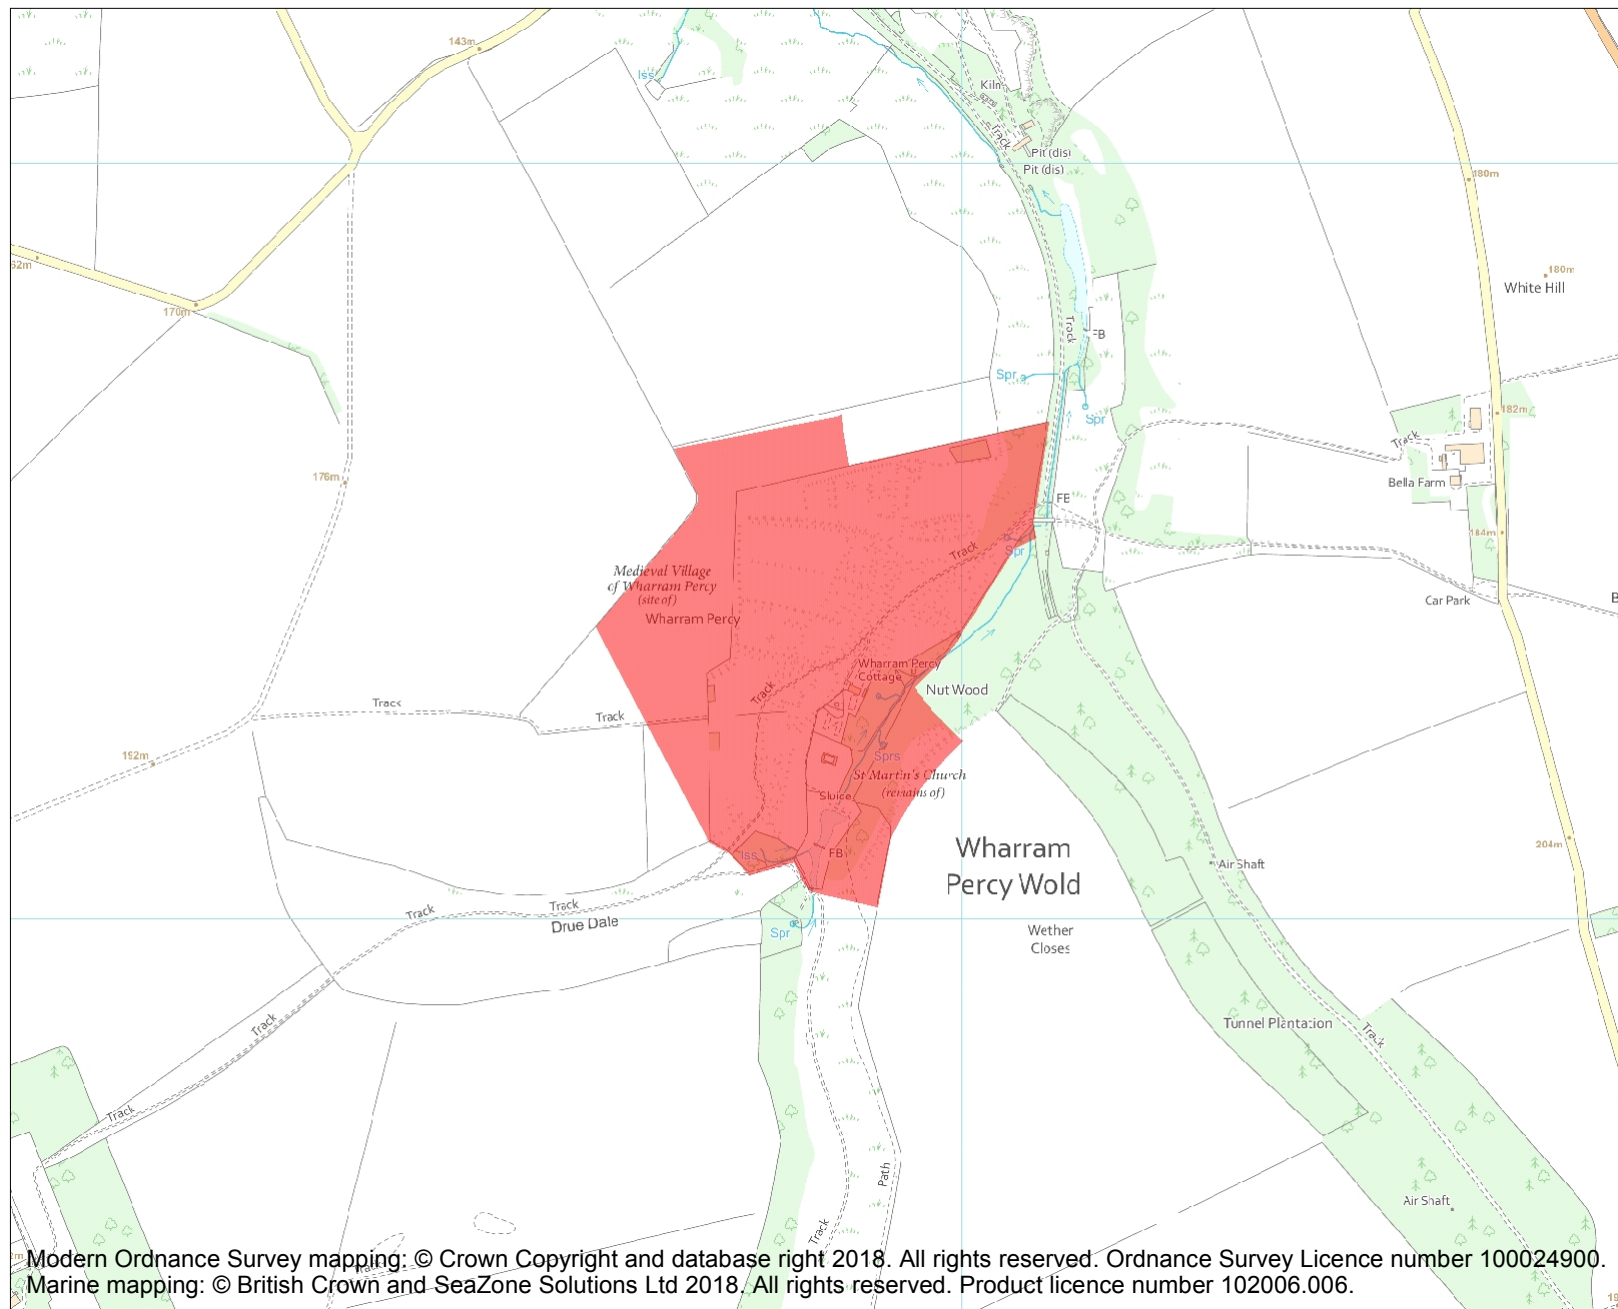 143m
Iss
Kiln
Track
Pit (dis)
Pit (dis)
180m
62m
180m
White Hill
170m
Track
FB
Spr
Spr
182m
Track
176m
Bella Farm
FB
184m
Track
Spr
Medieval Village
of Wharram Percy
(site of)
Car Park
B
Wharram Percy
Wharram Percy
Cottage
Nut Wood
Track
Track
Track
192m
Sprs
St Martin's Church
(remains of)
Sluice
Wharram
Percy Wold
204m
Iss
FB
Air Shaft
Track
Track
Drue Dale
Spr
Wether
Closes
Track
Tunnel Plantation
Track
Track
Path
Air Shaft
Track
Track
Modern Ordnance Survey mapping: © Crown Copyright and database right 2018. All rights reserved. Ordnance Survey Licence number 100024900.
Marine mapping: © British Crown and SeaZone Solutions Ltd 2018. All rights reserved. Product licence number 102006.006.